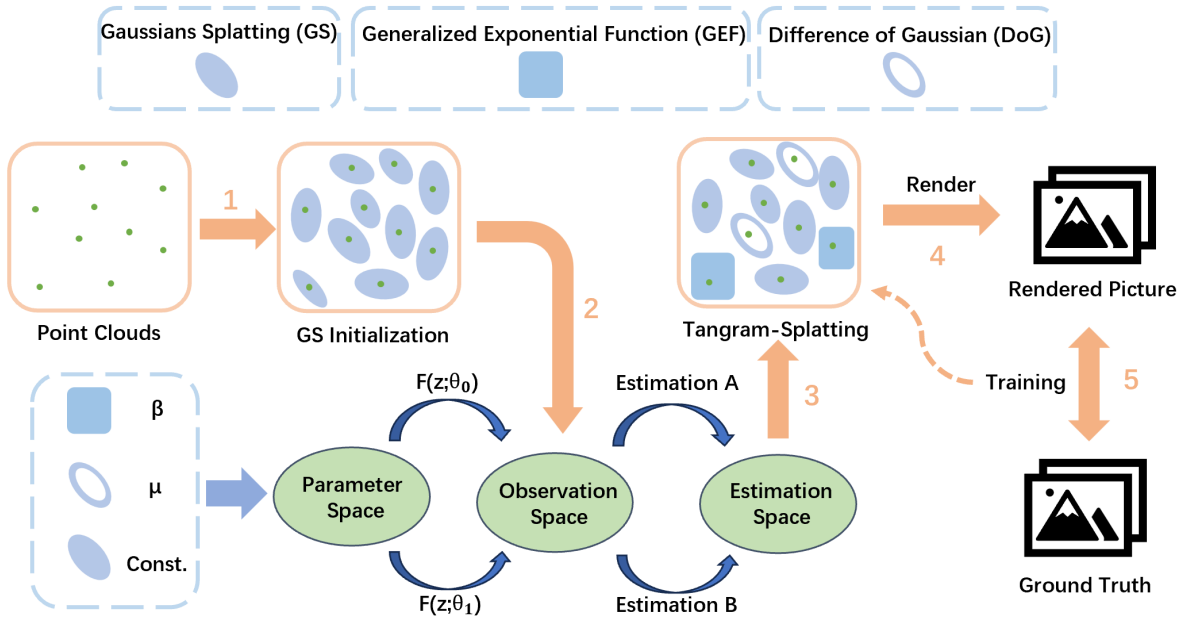 Gaussians Splatting (GS)
Generalized Exponential Function (GEF)
Difference of Gaussian (DoG)
1
Point Clouds
GS Initialization
2
Tangram-Splatting
Render
4
Rendered Picture
Training
5
3
β
μ
Const.
F(z;θ₀)
Estimation A
Parameter
Space
Observation
Space
Estimation
Space
F(z;θ₁)
Estimation B
Ground Truth